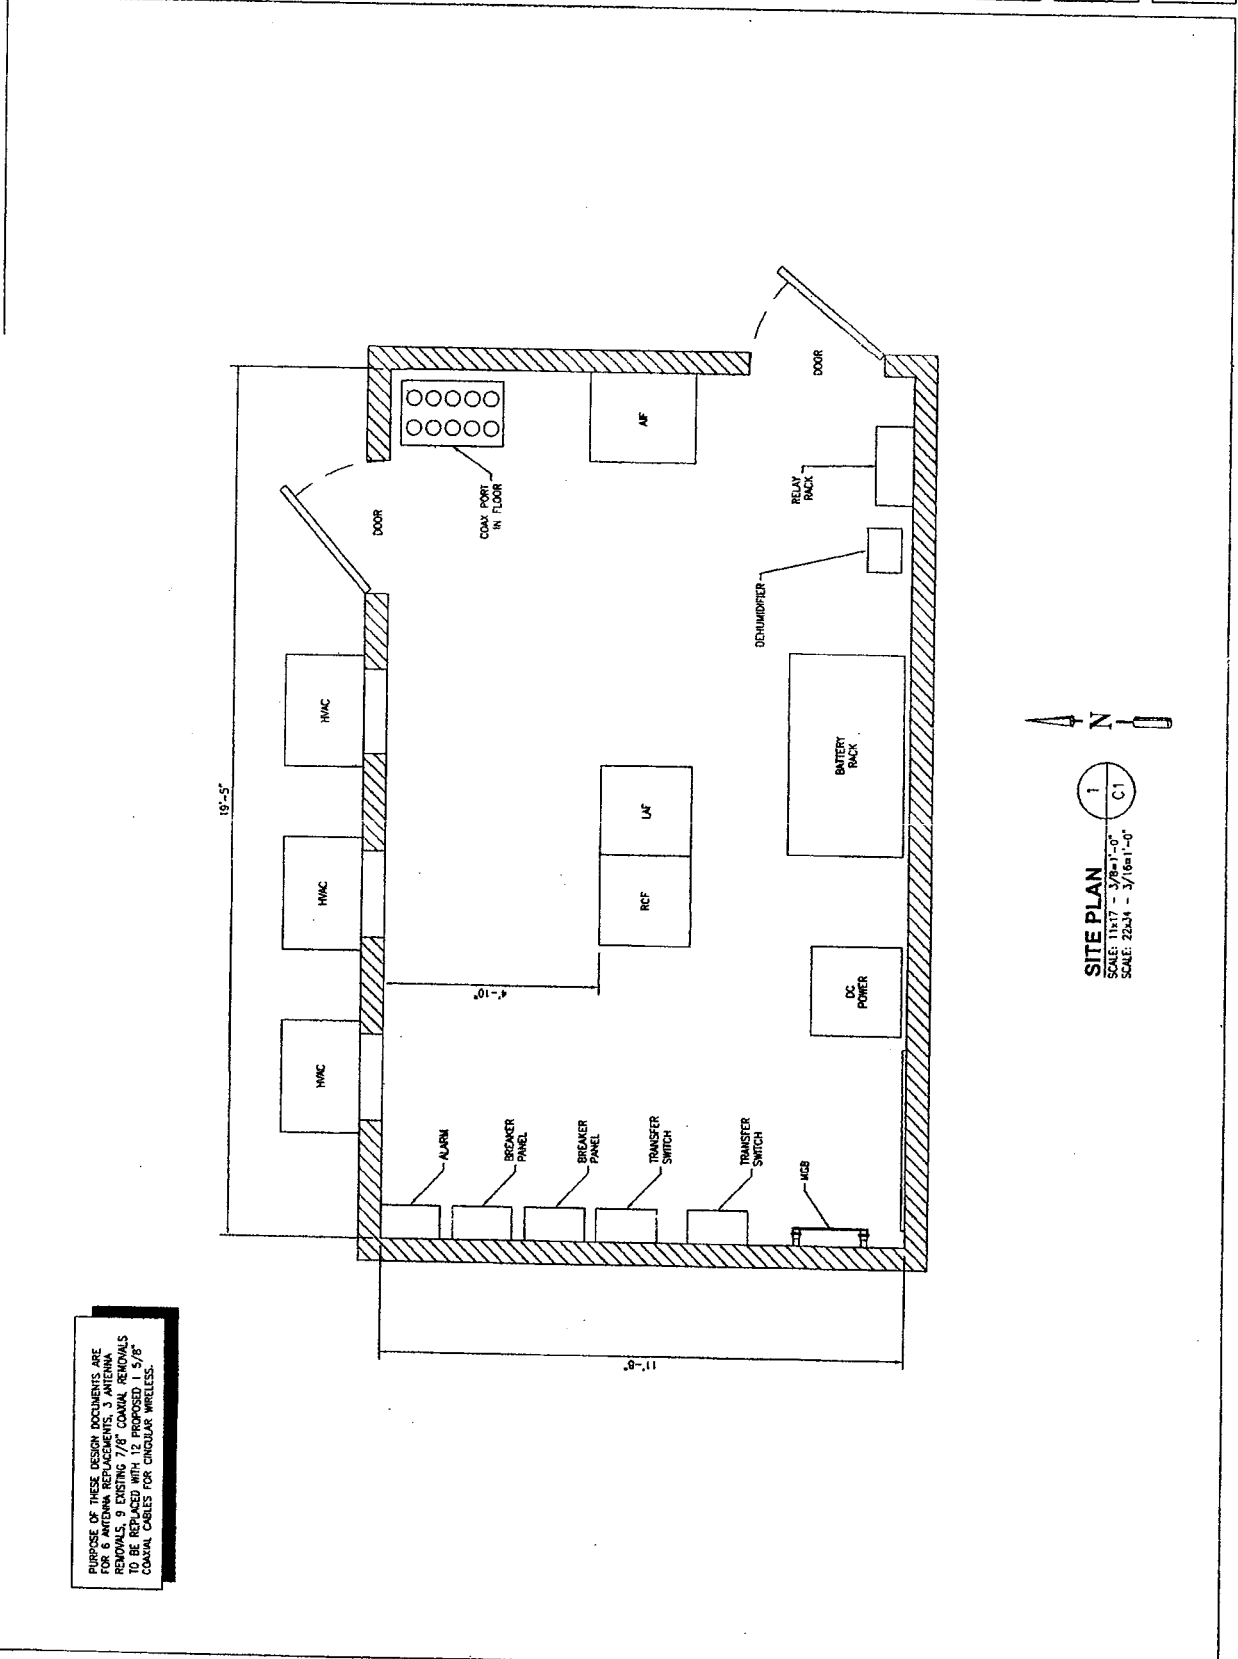 PURPOSE OF THESE DESIGN DOCUMENTS ARE
FOR 6 ANTENNA REPLACEMENTS, 3 ANTENNA
REMOVALS, 9 EXISTING 7/8" COAXIAL REMOVALS
TO BE REPLACED WITH 12 PROPOSED 1 5/8"
COAXIAL CABLES FOR CINGULAR WIRELESS.
19'-5"
HVAC
HVAC
HVAC
DOOR
COAX PORT
IN FLOOR
AIF
DOOR
RELAY
RACK
DEHUMIDIFIER
BATTERY
RACK
LAF
RCF
4'-10"
DC
POWER
ALARM
BREAKER
PANEL
BREAKER
PANEL
TRANSFER
SWITCH
TRANSFER
SWITCH
MGB
11'-8"
N
SITE PLAN
SCALE: 11x17 - 3/8=1'-0"
SCALE: 22x34 - 3/16=1'-0"
1
C1